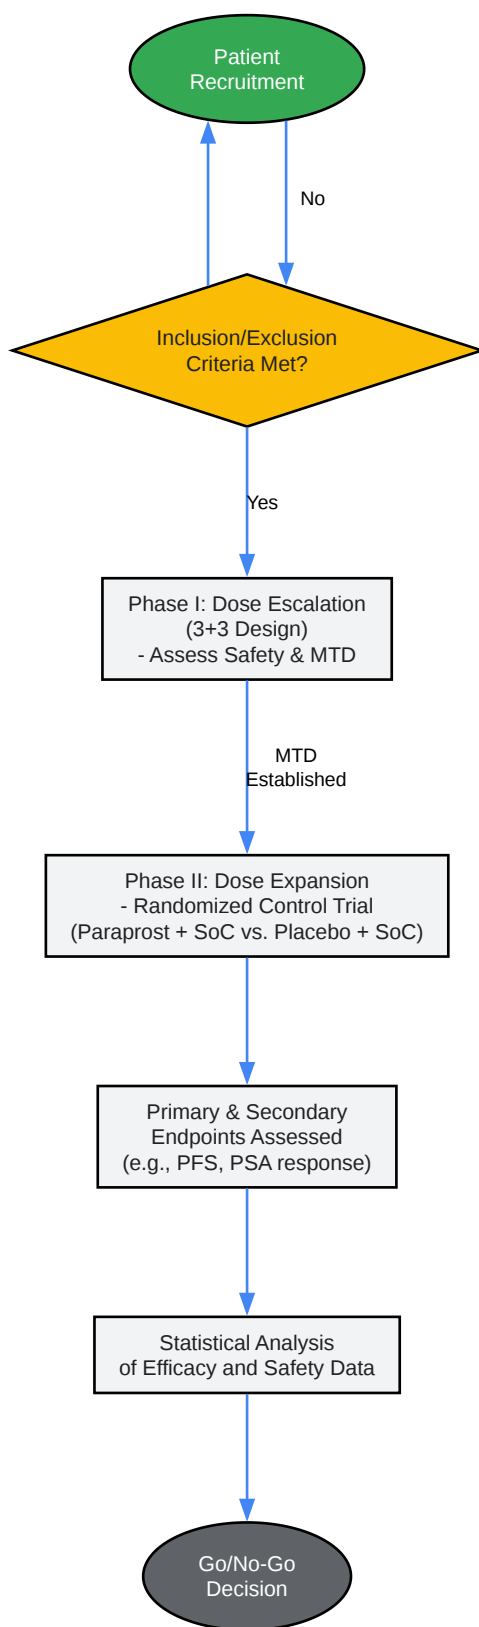 Patient
Recruitment
No
Inclusion/Exclusion
Criteria Met?
Yes
Phase I: Dose Escalation
(3+3 Design)
- Assess Safety & MTD
MTD
Established
Phase II: Dose Expansion
- Randomized Control Trial
(Paraprost + SoC vs. Placebo + SoC)
Primary & Secondary
Endpoints Assessed
(e.g., PFS, PSA response)
Statistical Analysis
of Efficacy and Safety Data
Go/No-Go
Decision